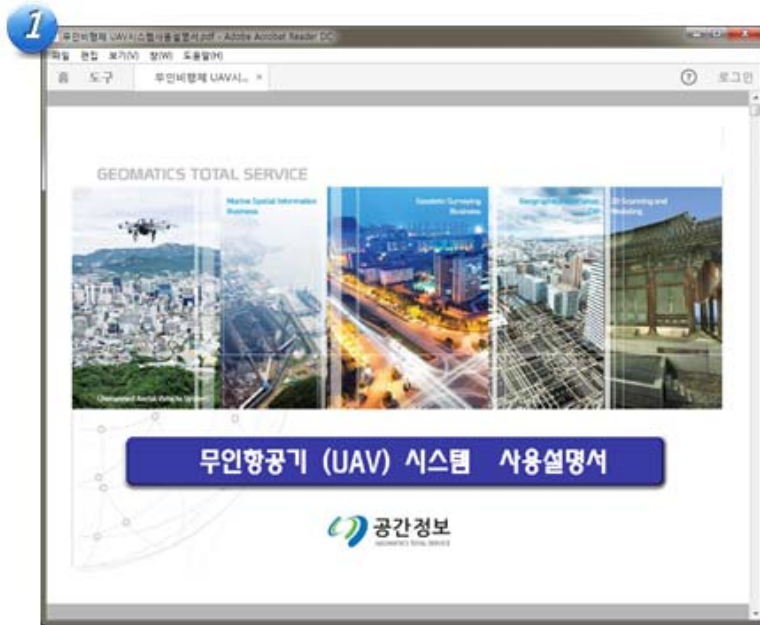 1
무인비행체 UAV시스템사용설명서.pdf - Adobe Acrobat Reader DC
파일 편집 보기(V) 창(W) 도움말(H)
홈 도구 무인비행체 UAV시... × ? 로그인
GEOMATICS TOTAL SERVICE
Marine Spatial Information
Business
Geodetic Surveying
Business
3D Scanning and
Modeling
Unmanned Aerial Vehicle System
무인항공기 (UAV) 시스템 사용설명서
공간정보
GEOMATICS TOTAL SERVICE